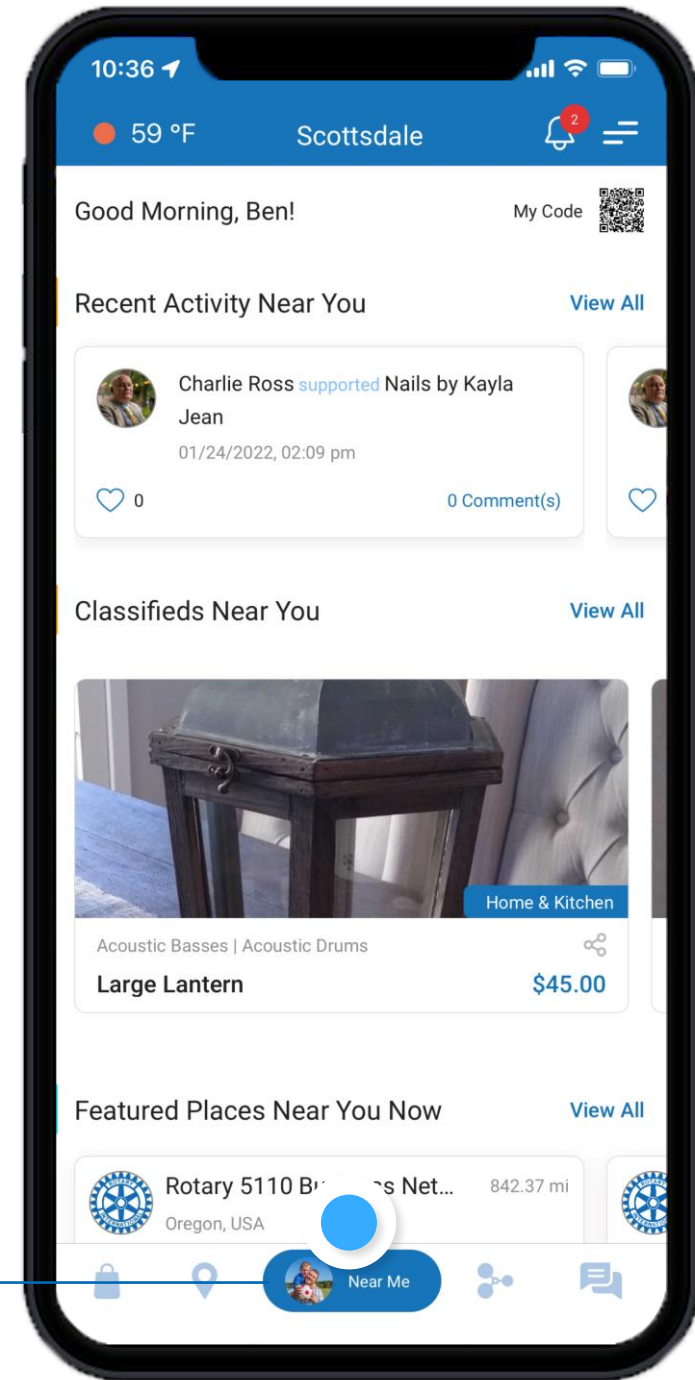 10:36
59 °F
Scottsdale
2
Good Morning, Ben!
My Code
Recent Activity Near You
View All
Charlie Ross supported Nails by Kayla
Jean
01/24/2022, 02:09 pm
0
0 Comment(s)
Classifieds Near You
View All
Home & Kitchen
Acoustic Basses | Acoustic Drums
Large Lantern
$45.00
Featured Places Near You Now
View All
Rotary 5110 Net...
842.37 mi
Oregon, USA
Near Me